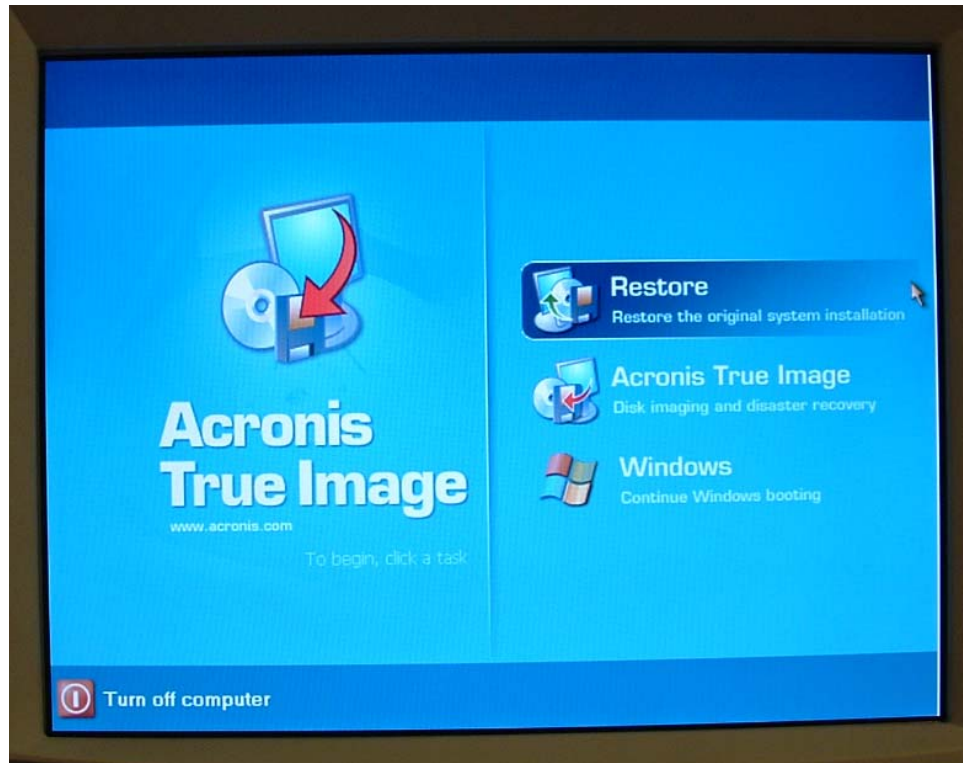 Acronis
True Image
www.acronis.com
To begin, click a task
Restore
Restore the original system installation
Acronis True Image
Disk imaging and disaster recovery
Windows
Continue Windows booting
Turn off computer